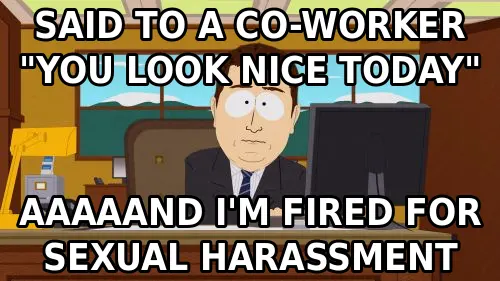 SAID TO A CO-WORKER
"YOU LOOK NICE TODAY"
AAAAAND I'M FIRED FOR
SEXUAL HARASSMENT